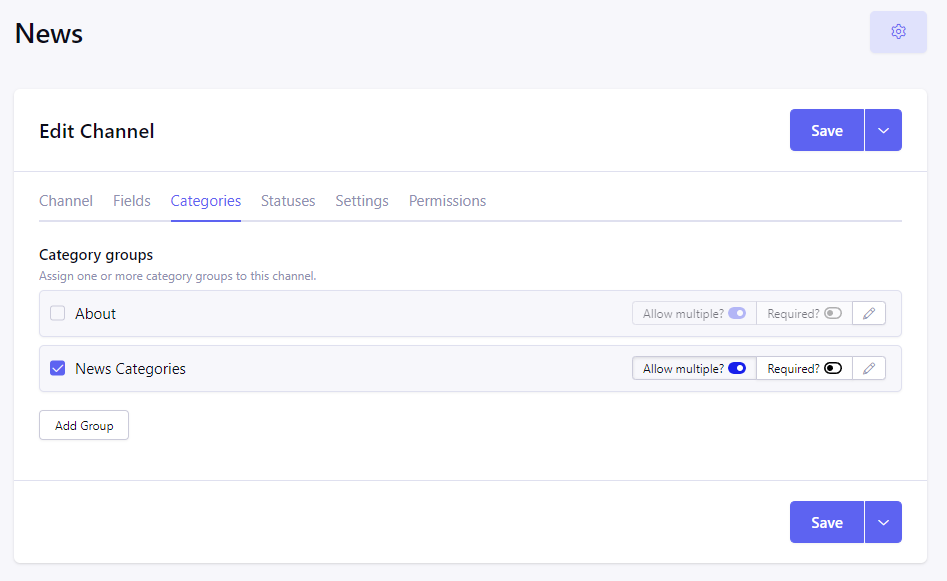 News
Edit Channel
Save
Channel Fields Categories Statuses Settings Permissions
Category groups
Assign one or more category groups to this channel.
About Allow multiple? Required?
News Categories Allow multiple? Required?
Add Group
Save